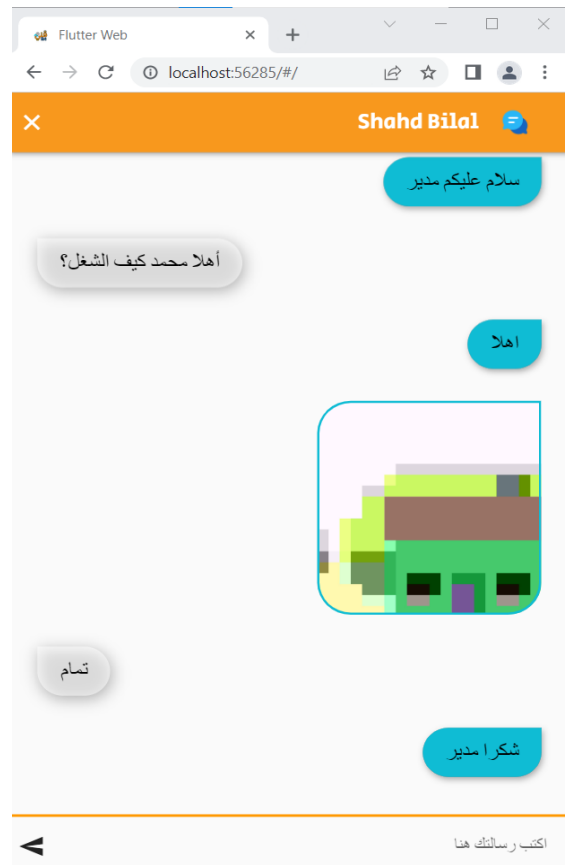 Flutter Web
localhost:56285/#/
Shahd Bilal
سلام عليكم مدير
أهلا محمد كيف الشغل؟
اهلا
تمام
شكرا مدير
اكتب رسالتك هنا